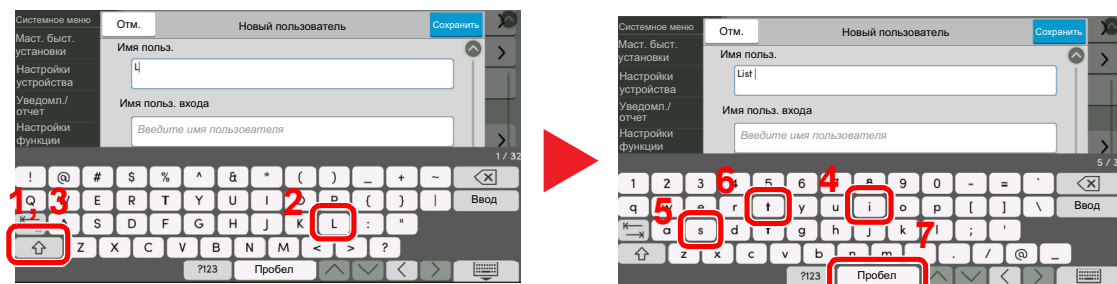 Системное меню
Отм.
Новый пользователь
Сохранить
Маст. быст.
установки
Имя польз.
L
Настройки
устройства
Уведомл./
отчет
Имя польз. входа
Введите имя пользователя
Настройки
функции
1 / 32
! @ # $ % ^ & * ( ) _ + ~
Q W E R T Y U I O P { } | Ввод
A S D F G H J K L : "
Z X C V B N M < > ?
?123 Пробел
1, 3
2
Системное меню
Отм.
Новый пользователь
Сохранить
Маст. быст.
установки
Имя польз.
List
Настройки
устройства
Уведомл./
отчет
Имя польз. входа
Введите имя пользователя
Настройки
функции
5 / 3
1 2 3 4 5 6 7 8 9 0 - = `
q w e r t y u i o p [ ] \ Ввод
a s d f g h j k l ; '
z x c v b n m , . / @ _
?123 Пробел
6
4
5
7